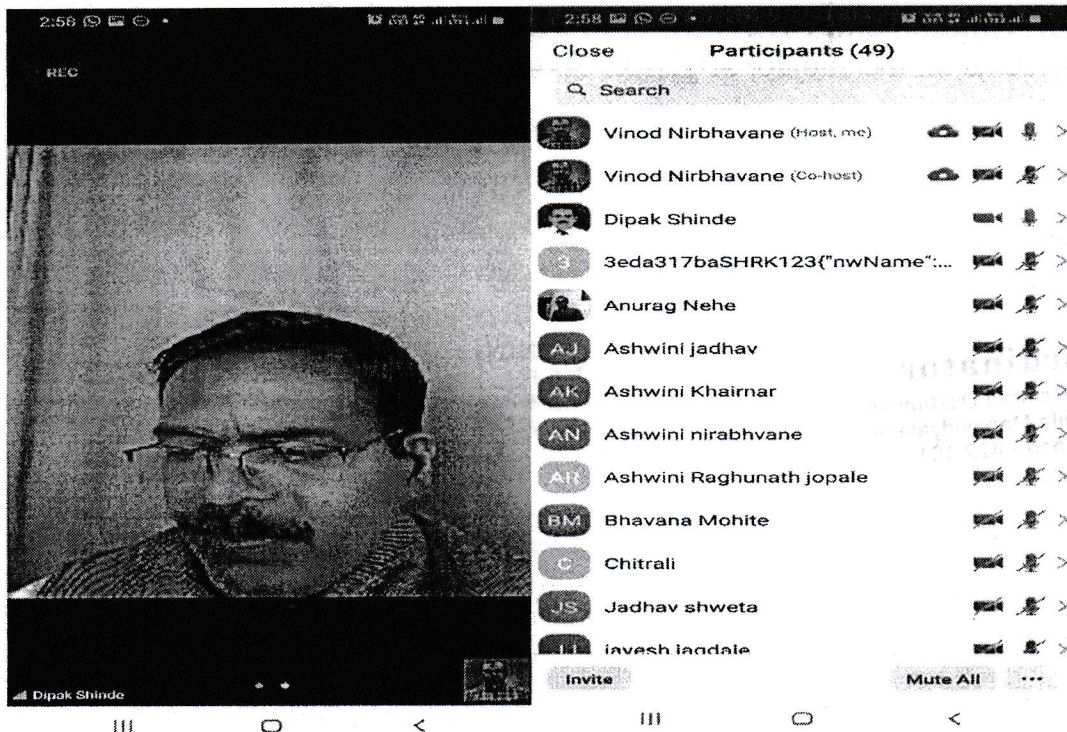 2:58
REC
Dipak Shinde
2:58
Close Participants (49)
Search
Vinod Nirbhavane (Host, me)
Vinod Nirbhavane (Co-host)
Dipak Shinde
3 3eda317baSHRK123{"nwName":...
Anurag Nehe
AJ Ashwini jadhav
AK Ashwini Khairnar
AN Ashwini nirabhvane
AR Ashwini Raghunath jopale
BM Bhavana Mohite
C Chitrali
JS Jadhav shweta
JJ jayesh jagdale
Invite Mute All ...